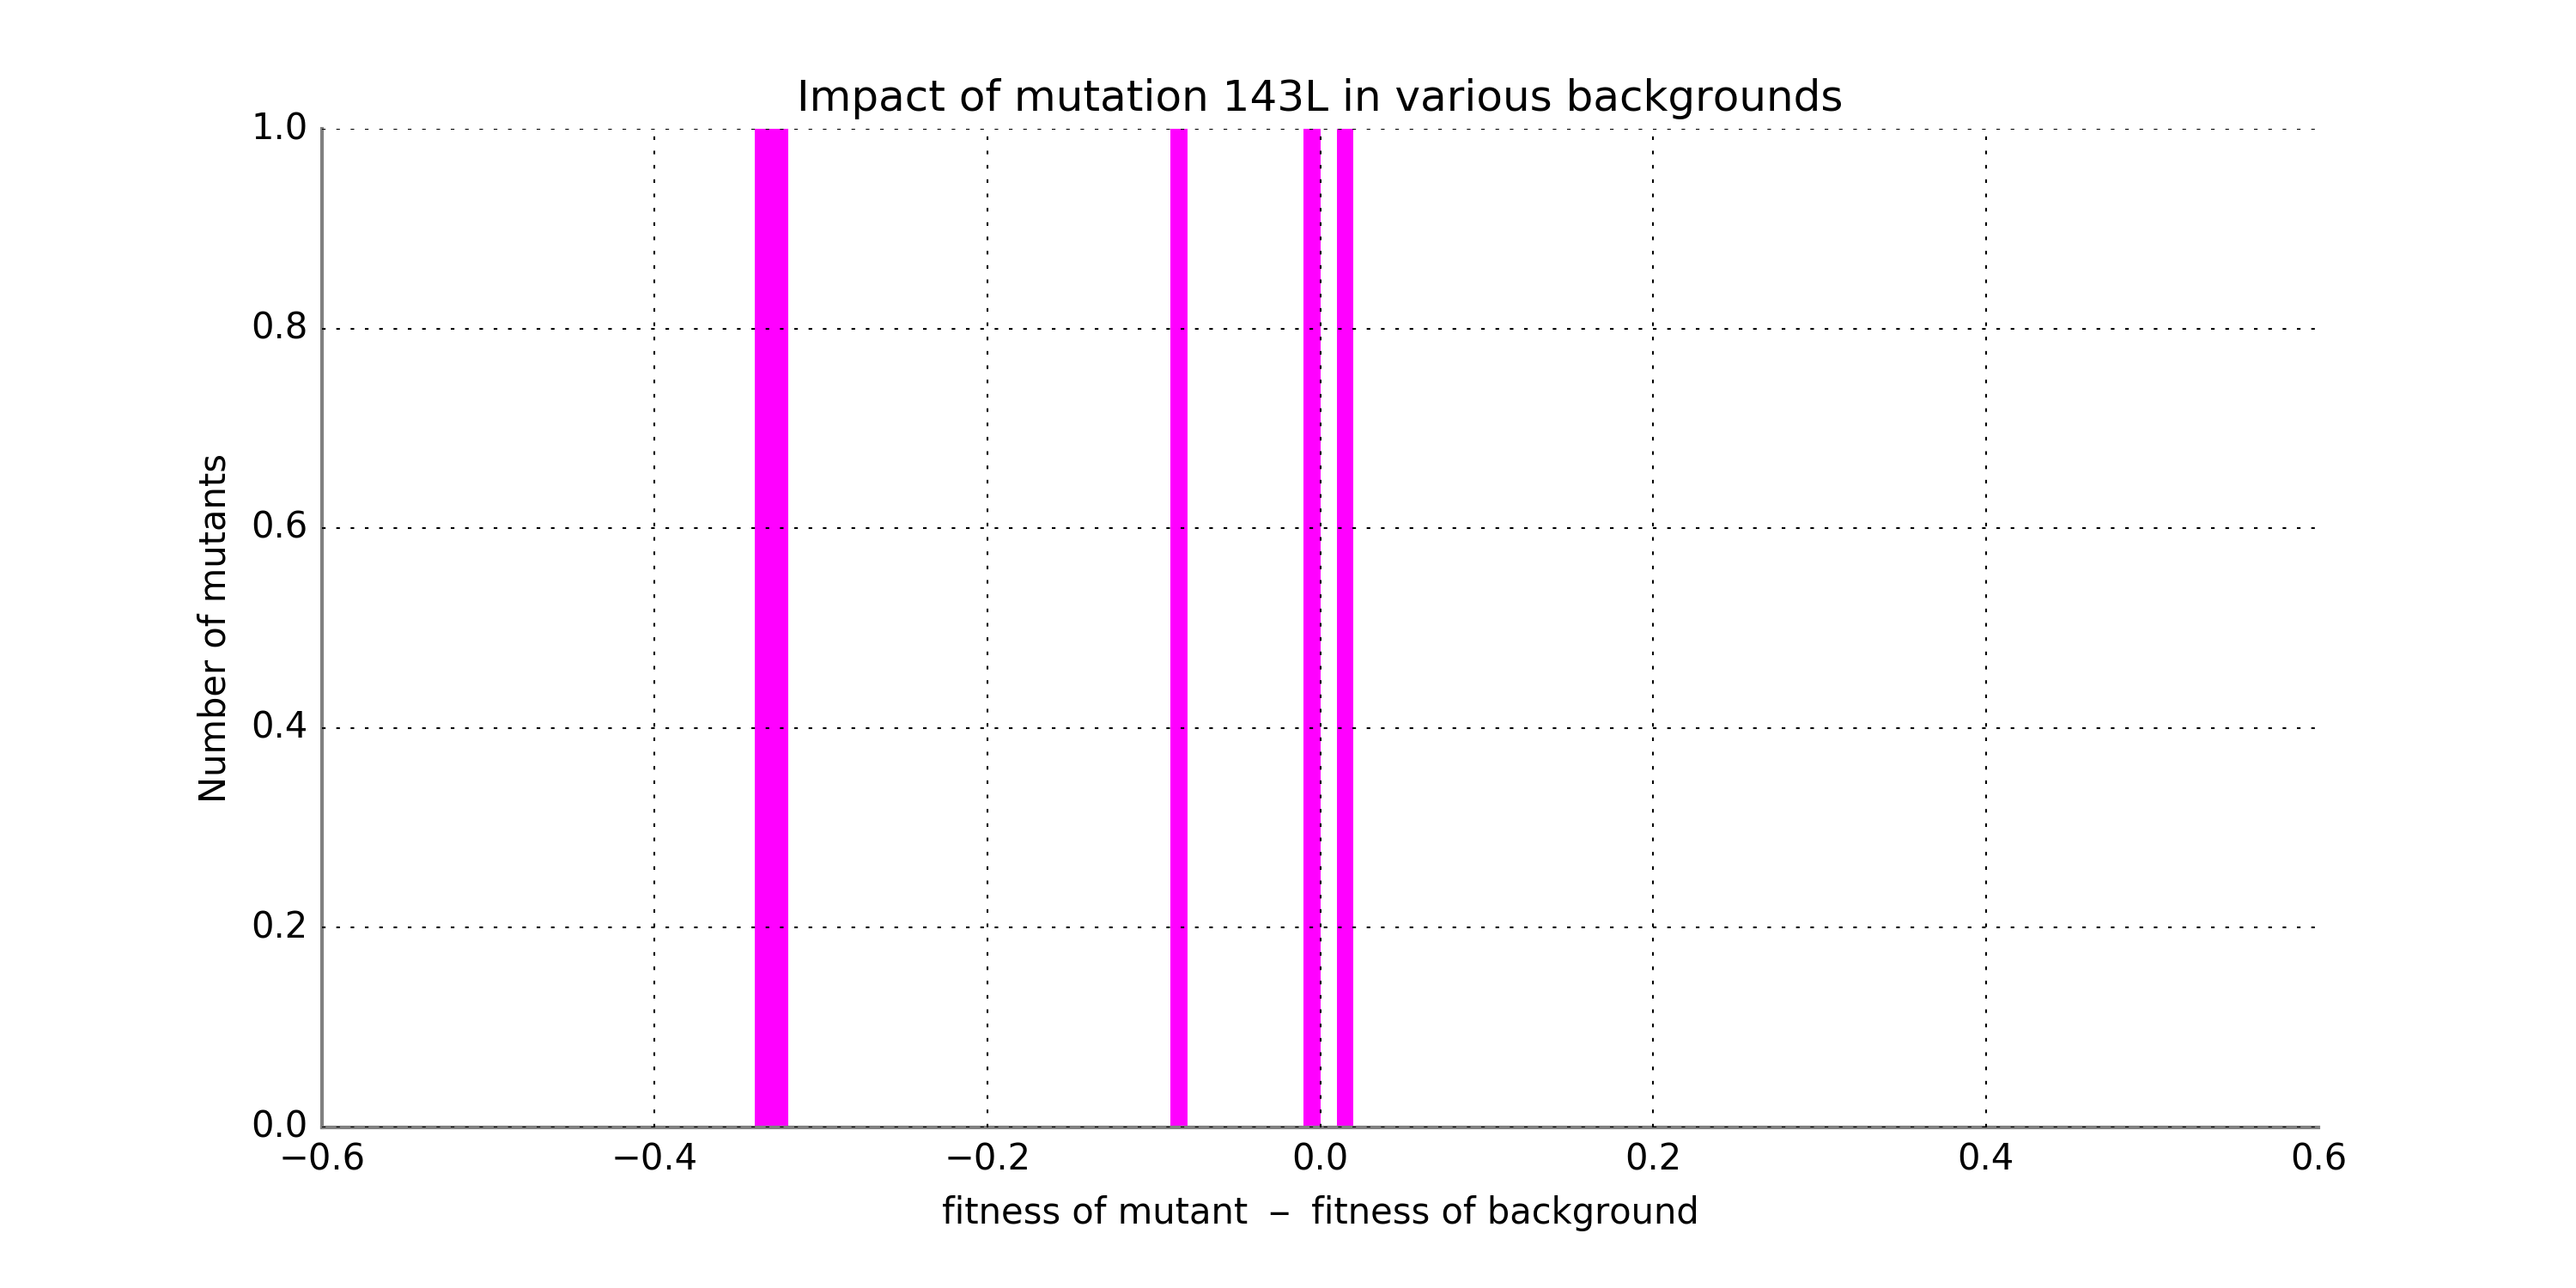 Impact of mutation 143L in various backgrounds
1.0
0.8
0.6
0.4
0.2
0.0
Number of mutants
−0.6 −0.4 −0.2 0.0 0.2 0.4 0.6
fitness of mutant − fitness of background